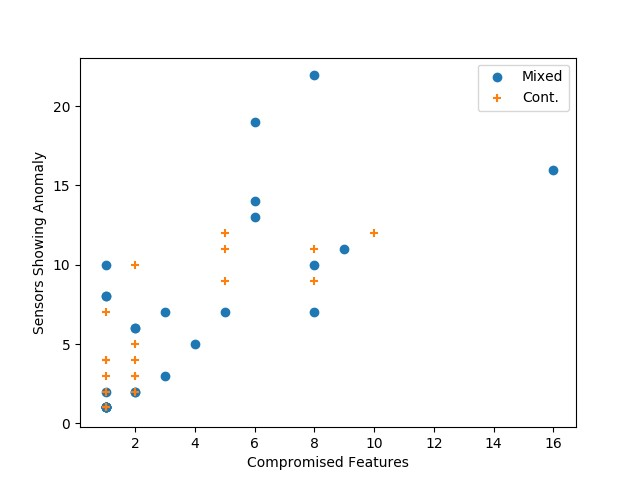 Mixed
Cont.
20
15
10
5
0
Sensors Showing Anomaly
2 4 6 8 10 12 14 16
Compromised Features